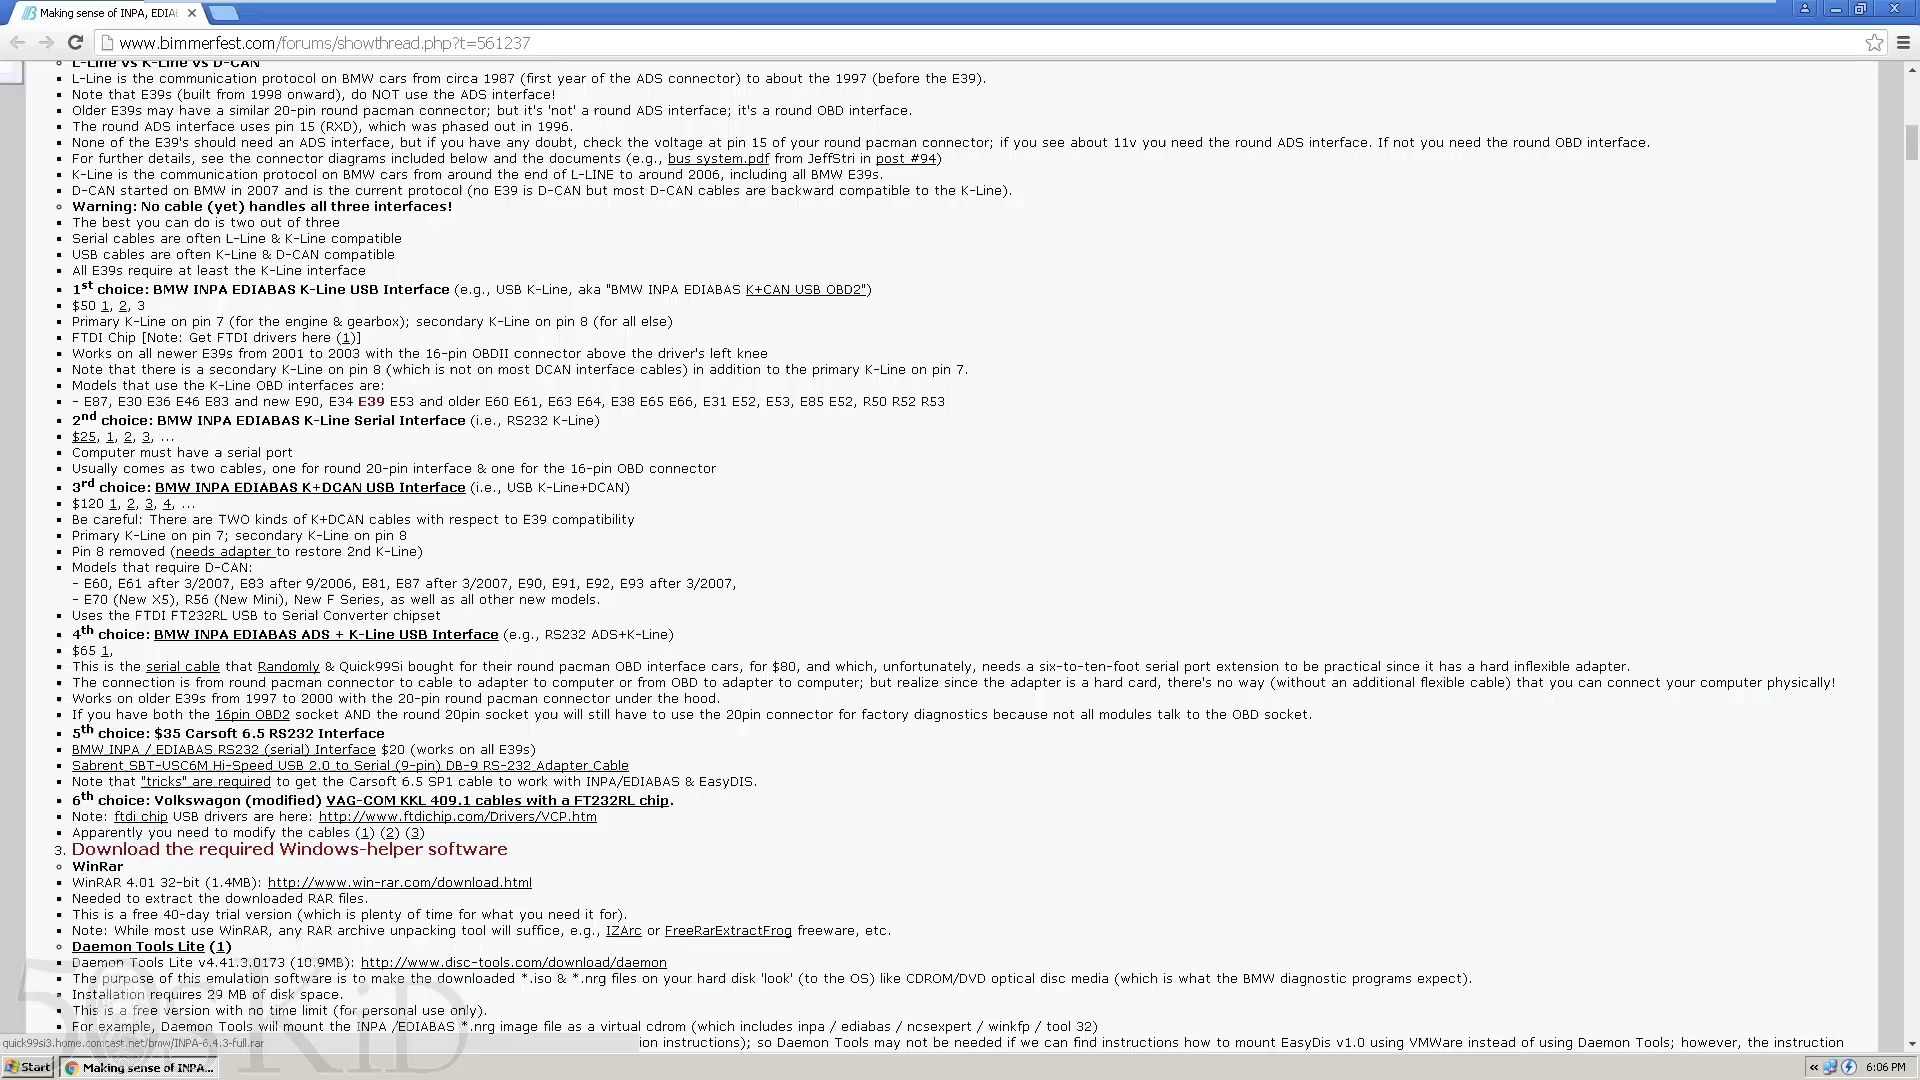 Making sense of INPA, EDIA
www.bimmerfest.com/forums/showthread.php?t=561237
L-Line vs K-Line vs D-CAN
L-Line is the communication protocol on BMW cars from circa 1987 (first year of the ADS connector) to about the 1997 (before the E39).
Note that E39s (built from 1998 onward), do NOT use the ADS interface!
Older E39s may have a similar 20-pin round pacman connector; but it's 'not' a round ADS interface; it's a round OBD interface.
The round ADS interface uses pin 15 (RXD), which was phased out in 1996.
None of the E39's should need an ADS interface, but if you have any doubt, check the voltage at pin 15 of your round pacman connector; if you see about 11v you need the round ADS interface. If not you need the round OBD interface.
For further details, see the connector diagrams included below and the documents (e.g., bus system.pdf from JeffStri in post #94)
K-Line is the communication protocol on BMW cars from around the end of L-LINE to around 2006, including all BMW E39s.
D-CAN started on BMW in 2007 and is the current protocol (no E39 is D-CAN but most D-CAN cables are backward compatible to the K-Line).
Warning: No cable (yet) handles all three interfaces!
The best you can do is two out of three
Serial cables are often L-Line & K-Line compatible
USB cables are often K-Line & D-CAN compatible
All E39s require at least the K-Line interface
1st choice: BMW INPA EDIABAS K-Line USB Interface (e.g., USB K-Line, aka "BMW INPA EDIABAS K+CAN USB OBD2")
$50 1, 2, 3
Primary K-Line on pin 7 (for the engine & gearbox); secondary K-Line on pin 8 (for all else)
FTDI Chip [Note: Get FTDI drivers here (1)]
Works on all newer E39s from 2001 to 2003 with the 16-pin OBDII connector above the driver's left knee
Note that there is a secondary K-Line on pin 8 (which is not on most DCAN interface cables) in addition to the primary K-Line on pin 7.
Models that use the K-Line OBD interfaces are:
- E87, E30 E36 E46 E83 and new E90, E34 E39 E53 and older E60 E61, E63 E64, E38 E65 E66, E31 E52, E53, E85 E52, R50 R52 R53
2nd choice: BMW INPA EDIABAS K-Line Serial Interface (i.e., RS232 K-Line)
$25, 1, 2, 3, ...
Computer must have a serial port
Usually comes as two cables, one for round 20-pin interface & one for the 16-pin OBD connector
3rd choice: BMW INPA EDIABAS K+DCAN USB Interface (i.e., USB K-Line+DCAN)
$120 1, 2, 3, 4, ...
Be careful: There are TWO kinds of K+DCAN cables with respect to E39 compatibility
Primary K-Line on pin 7; secondary K-Line on pin 8
Pin 8 removed (needs adapter to restore 2nd K-Line)
Models that require D-CAN:
- E60, E61 after 3/2007, E83 after 9/2006, E81, E87 after 3/2007, E90, E91, E92, E93 after 3/2007,
- E70 (New X5), R56 (New Mini), New F Series, as well as all other new models.
Uses the FTDI FT232RL USB to Serial Converter chipset
4th choice: BMW INPA EDIABAS ADS + K-Line USB Interface (e.g., RS232 ADS+K-Line)
$65 1,
This is the serial cable that Randomly & Quick99Si bought for their round pacman OBD interface cars, for $80, and which, unfortunately, needs a six-to-ten-foot serial port extension to be practical since it has a hard inflexible adapter.
The connection is from round pacman connector to cable to adapter to computer or from OBD to adapter to computer; but realize since the adapter is a hard card, there's no way (without an additional flexible cable) that you can connect your computer physically!
Works on older E39s from 1997 to 2000 with the 20-pin round pacman connector under the hood.
If you have both the 16pin OBD2 socket AND the round 20pin socket you will still have to use the 20pin connector for factory diagnostics because not all modules talk to the OBD socket.
5th choice: $35 Carsoft 6.5 RS232 Interface
BMW INPA / EDIABAS RS232 (serial) Interface $20 (works on all E39s)
Sabrent SBT-USC6M Hi-Speed USB 2.0 to Serial (9-pin) DB-9 RS-232 Adapter Cable
Note that "tricks" are required to get the Carsoft 6.5 SP1 cable to work with INPA/EDIABAS & EasyDIS.
6th choice: Volkswagon (modified) VAG-COM KKL 409.1 cables with a FT232RL chip.
Note: ftdi chip USB drivers are here: http://www.ftdichip.com/Drivers/VCP.htm
Apparently you need to modify the cables (1) (2) (3)
3. Download the required Windows-helper software
WinRar
WinRAR 4.01 32-bit (1.4MB): http://www.win-rar.com/download.html
Needed to extract the downloaded RAR files.
This is a free 40-day trial version (which is plenty of time for what you need it for).
Note: While most use WinRAR, any RAR archive unpacking tool will suffice, e.g., IZArc or FreeRarExtractFrog freeware, etc.
Daemon Tools Lite (1)
Daemon Tools Lite v4.41.3.0173 (10.9MB): http://www.disc-tools.com/download/daemon
The purpose of this emulation software is to make the downloaded *.iso & *.nrg files on your hard disk 'look' (to the OS) like CDROM/DVD optical disc media (which is what the BMW diagnostic programs expect).
Installation requires 29 MB of disk space.
This is a free version with no time limit (for personal use only).
For example, Daemon Tools will mount the INPA /EDIABAS *.nrg image file as a virtual cdrom (which includes inpa / ediabas / ncsexpert / winkfp / tool 32)
quick99si3.home.comcast.net/bmw/INPA-6.4.3-full.rar
ion instructions); so Daemon Tools may not be needed if we can find instructions how to mount EasyDis v1.0 using VMWare instead of using Daemon Tools; however, the instruction
50sKiD
Start
Making sense of INPA...
« 6:06 PM